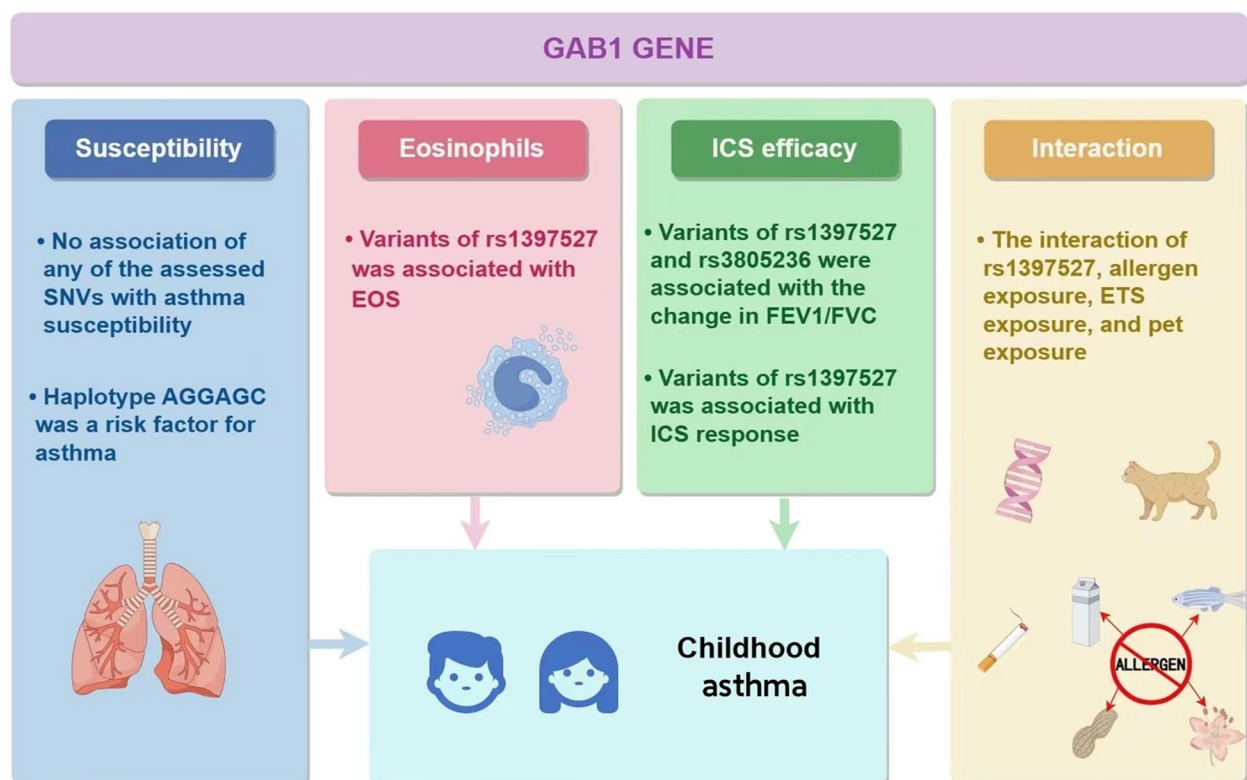 GAB1 GENE
Susceptibility
• No association of
any of the assessed
SNVs with asthma
susceptibility
• Haplotype AGGAGC
was a risk factor for
asthma
Eosinophils
• Variants of rs1397527
was associated with
EOS
ICS efficacy
• Variants of rs1397527
and rs3805236 were
associated with the
change in FEV1/FVC
• Variants of rs1397527
was associated with
ICS response
Interaction
• The interaction of
rs1397527, allergen
exposure, ETS
exposure, and pet
exposure
ALLERGEN
Childhood
asthma